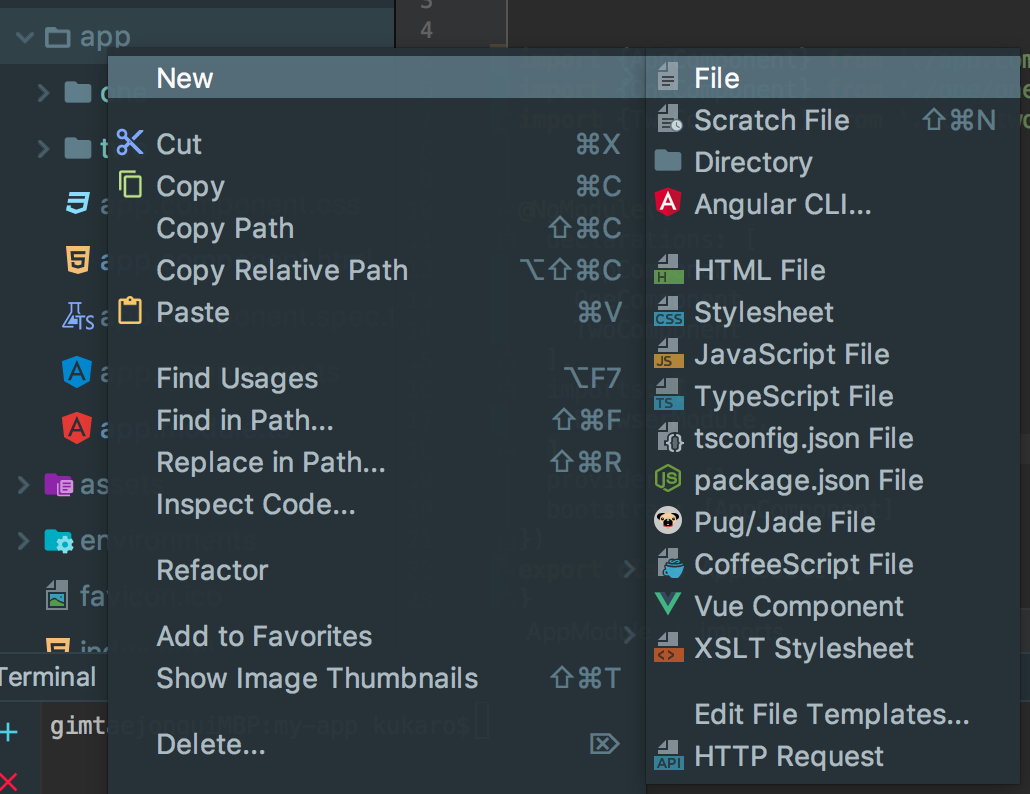 3
4
app
New
Cut ⌘X
Copy ⌘C
Copy Path ⇧⌘C
Copy Relative Path ⌥⇧⌘C
Paste ⌘V
Find Usages ⌥F7
Find in Path... ⇧⌘F
Replace in Path... ⇧⌘R
Inspect Code...
Refactor
Add to Favorites
Show Image Thumbnails ⇧⌘T
Delete... ⌦
File
Scratch File ⇧⌘N
Directory
Angular CLI...
HTML File
Stylesheet
JavaScript File
TypeScript File
tsconfig.json File
package.json File
Pug/Jade File
CoffeeScript File
Vue Component
XSLT Stylesheet
Edit File Templates...
HTTP Request
Terminal
gimtaejonguiMBP:my-app kukaro$